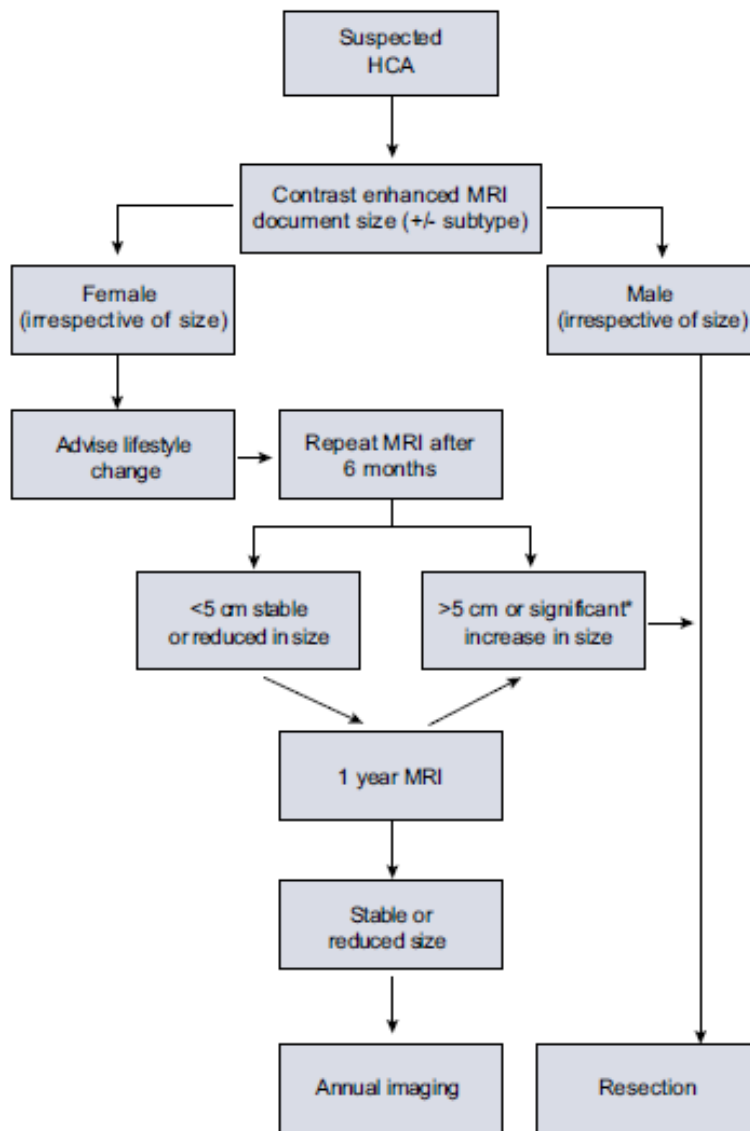 Suspected
HCA
Contrast enhanced MRI
document size (+/- subtype)
Female
(irrespective of size)
Male
(irrespective of size)
Advise lifestyle
change
Repeat MRI after
6 months
<5 cm stable
or reduced in size
>5 cm or significant*
increase in size
1 year MRI
Stable or
reduced size
Annual imaging
Resection